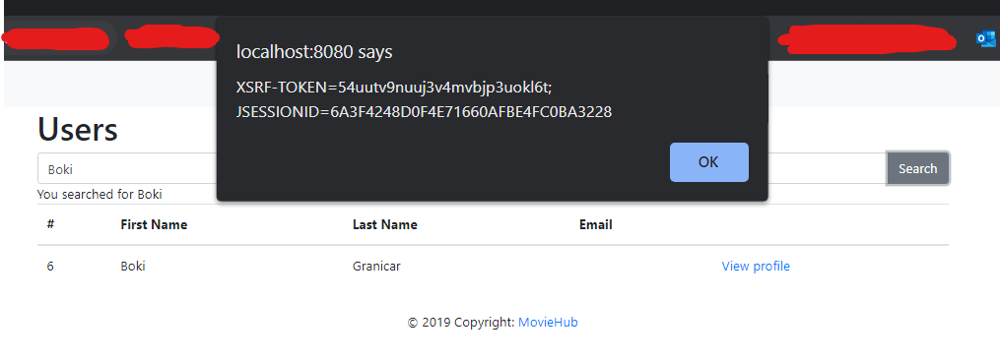 localhost:8080 says
XSRF-TOKEN=54uutv9nuuj3v4mvbjp3uokl6t;
JSESSIONID=6A3F4248D0F4E71660AFBE4FC0BA3228
OK
Users
Boki
Search
You searched for Boki
# First Name Last Name Email
6 Boki Granicar View profile
© 2019 Copyright: MovieHub